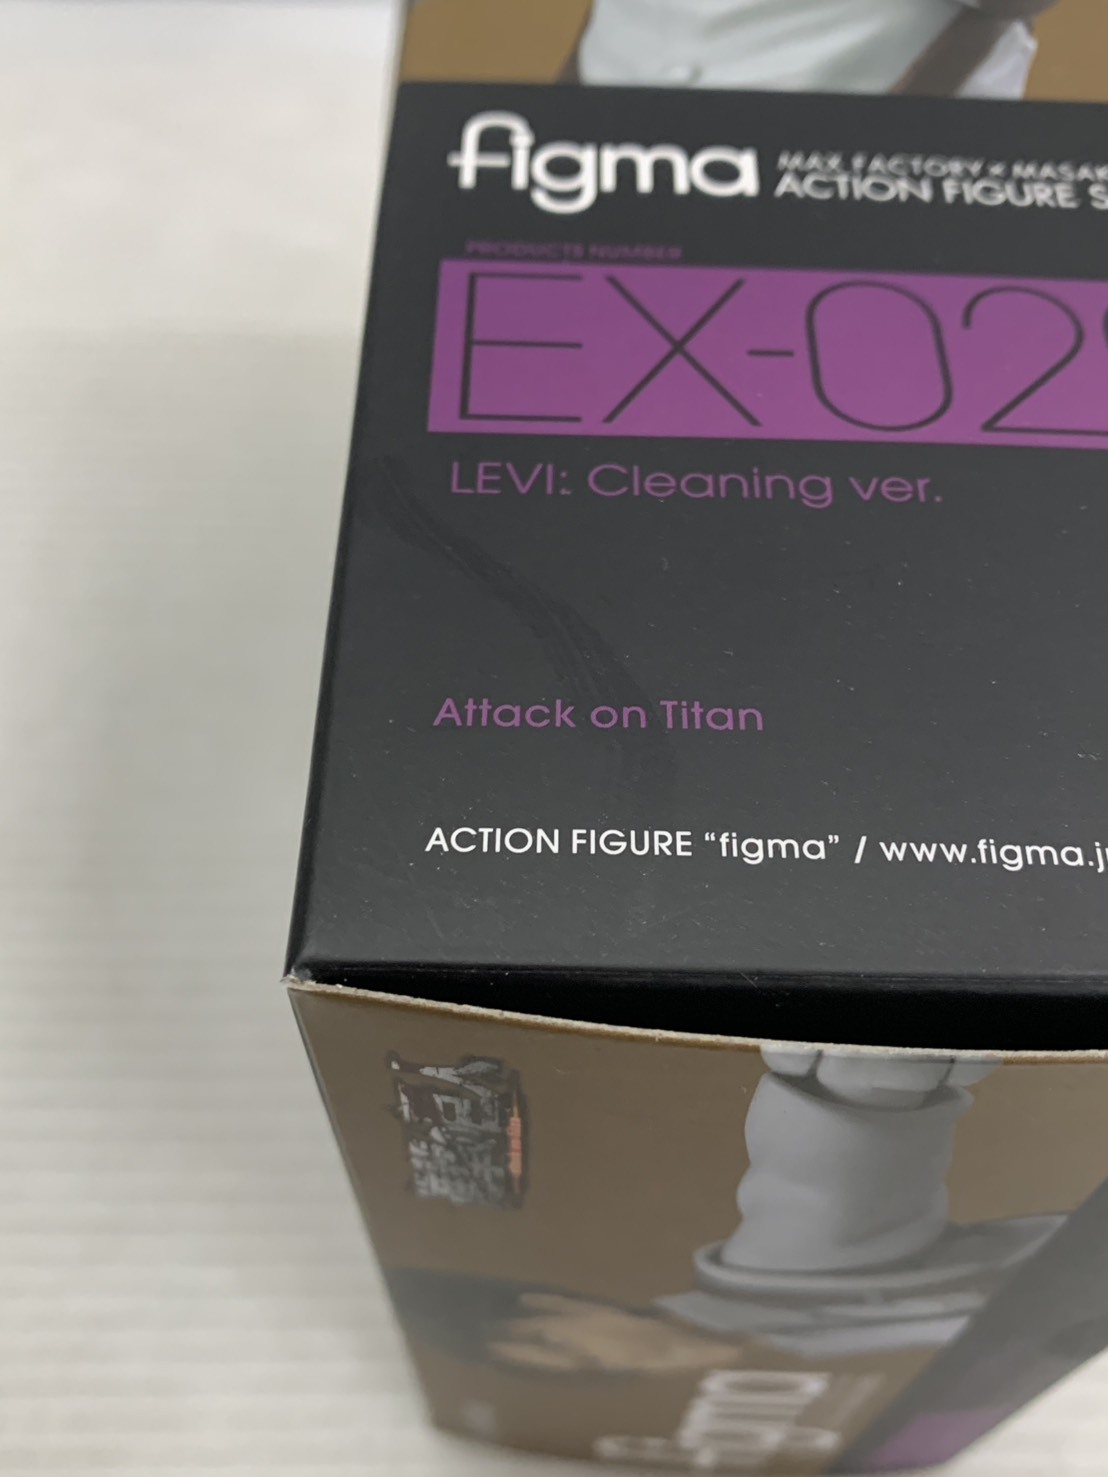 figma
MAX FACTORY × MASAK
ACTION FIGURE S
PRODUCTS NUMBER
EX-02
LEVI: Cleaning ver.
Attack on Titan
ACTION FIGURE “figma” / www.figma.j
figma